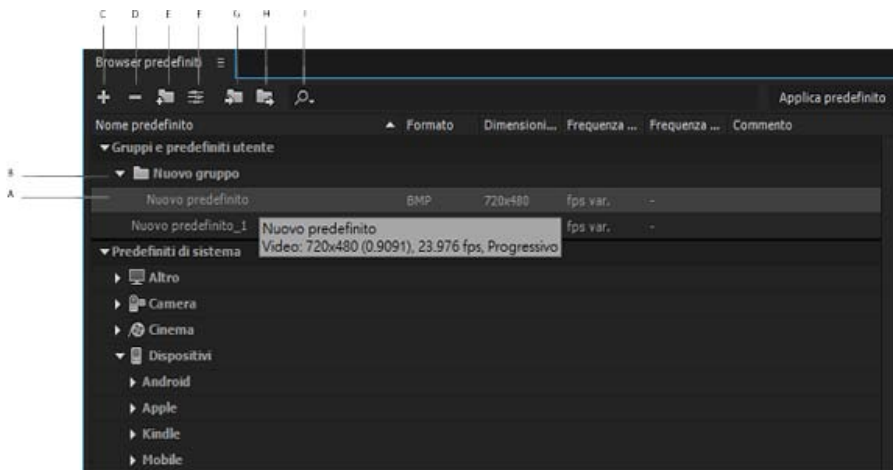 C D E F G H I
Browser predefiniti
Applica predefinito
Nome predefinito Formato Dimensioni... Frequenza ... Frequenza ... Commento
Gruppi e predefiniti utente
B Nuovo gruppo
A Nuovo predefinito BMP 720x480 fps var. -
Nuovo predefinito_1 fps var. -
Nuovo predefinito
Video: 720x480 (0.9091), 23.976 fps, Progressivo
Predefiniti di sistema
Altro
Camera
Cinema
Dispositivi
Android
Apple
Kindle
Mobile